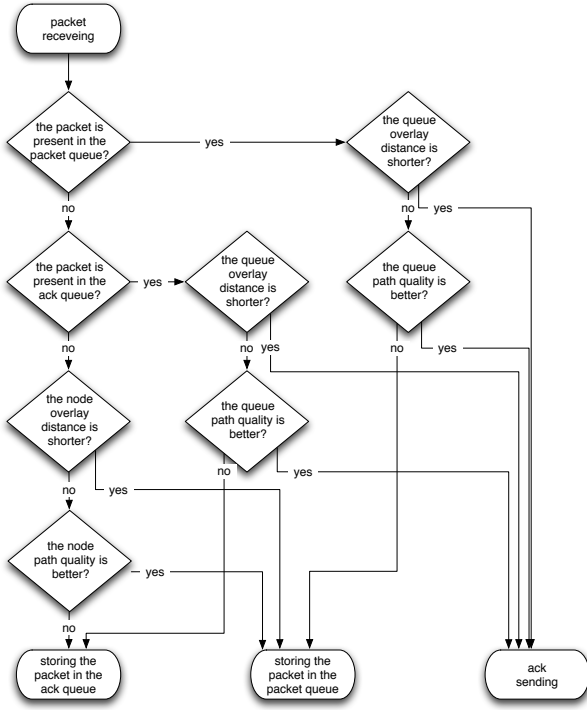 packet
receveing
the packet is
present in the
packet queue?
yes
the queue
overlay
distance is
shorter?
no
no
yes
the packet is
present in the
ack queue?
yes
the queue
overlay
distance is
shorter?
the queue
path quality is
better?
no
no
yes
no
yes
the node
overlay
distance is
shorter?
the queue
path quality is
better?
no
yes
no
yes
the node
path quality is
better?
yes
no
storing the
packet in the
ack queue
storing the
packet in the
packet queue
ack
sending